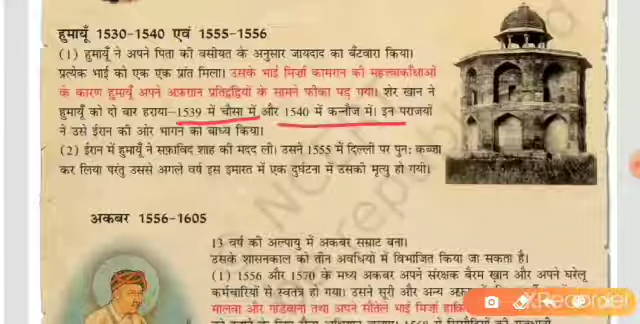 हुमायूँ 1530-1540 एवं 1555-1556
(1) हुमायूँ ने अपने पिता की वसीयत के अनुसार जायदाद का बँटवारा किया।
प्रत्येक भाई को एक एक प्रांत मिला। उसके भाई मिर्ज़ा कामरान की महत्त्वाकाँक्षाओं
के कारण हुमायूँ अपने अफ़ग़ान प्रतिद्वंद्वियों के सामने फीका पड़ गया। शेर ख़ान ने
हुमायूँ को दो बार हराया-1539 में चौसा में और 1540 में कन्नौज में। इन पराजयों
ने उसे ईरान की ओर भागने को बाध्य किया।
(2) ईरान में हुमायूँ ने सफ़ाविद शाह की मदद ली। उसने 1555 में दिल्ली पर पुनः कब्ज़ा
कर लिया परंतु उससे अगले वर्ष इस इमारत में एक दुर्घटना में उसकी मृत्यु हो गयी।
अकबर 1556-1605
13 वर्ष की अल्पायु में अकबर सम्राट बना।
उसके शासनकाल को तीन अवधियों में विभाजित किया जा सकता है।
(1) 1556 और 1570 के मध्य अकबर अपने संरक्षक बैरम ख़ान और अपने घरेलू
कर्मचारियों से स्वतंत्र हो गया। उसने सूरी और अन्य
मालवा और गोंडवाना तथा अपने सौतेले भाई मिर्ज़ा
XRecorder